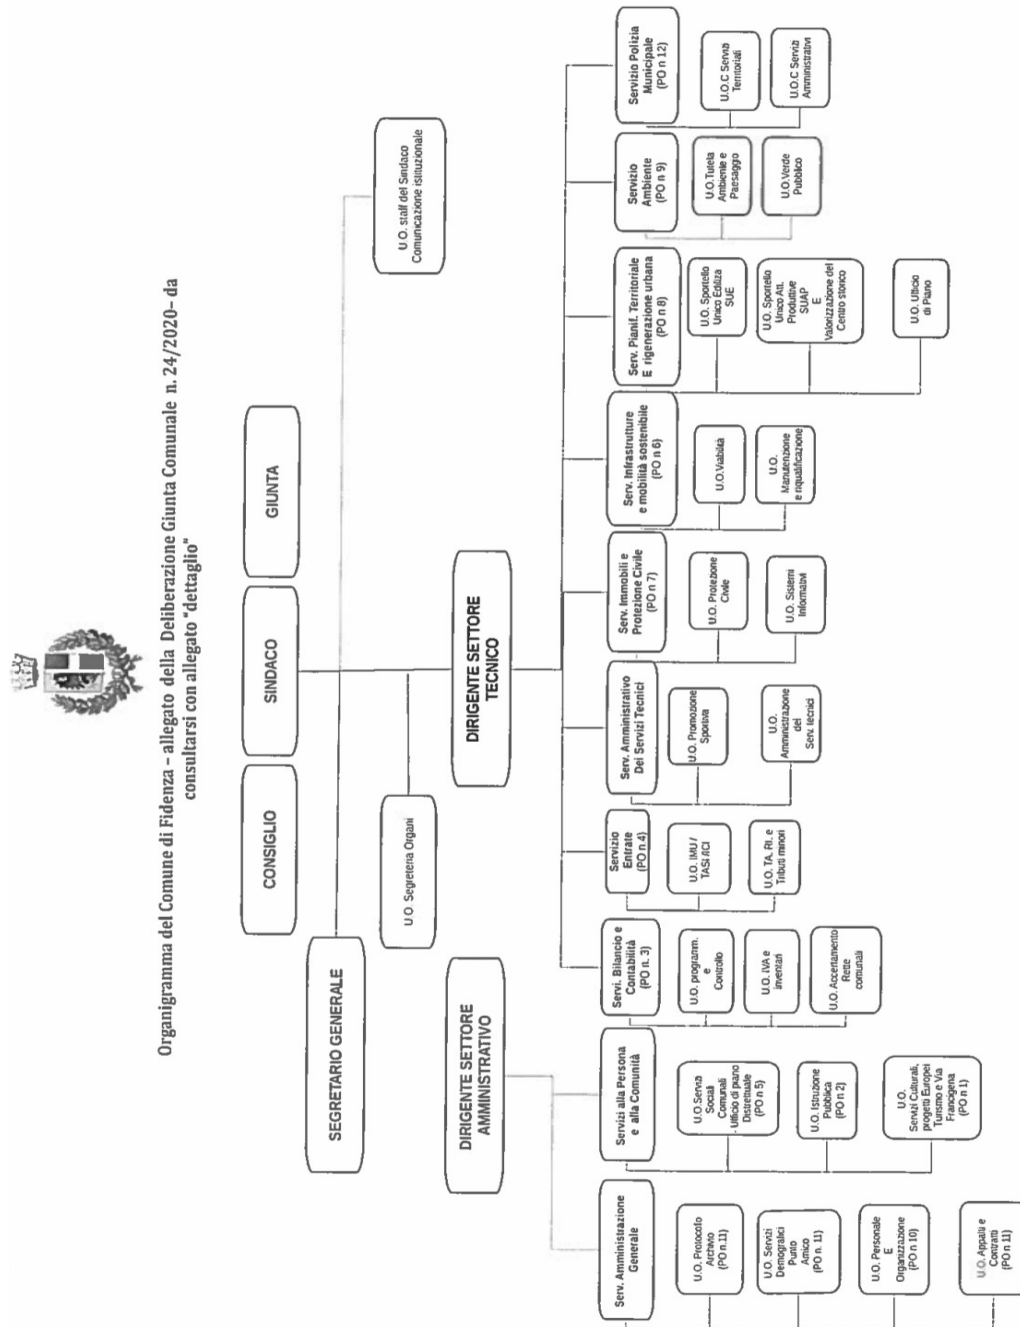 Organigramma del Comune di Fidenza – allegato della Deliberazione Giunta Comunale n. 24/2020- da
consultarsi con allegato "dettaglio"
CONSIGLIO
SINDACO
GIUNTA
SEGRETARIO GENERALE
U.O. staff del Sindaco
Comunicazione istituzionale
U.O. Segreteria Organi
DIRIGENTE SETTORE
AMMINISTRATIVO
DIRIGENTE SETTORE
TECNICO
Serv. Amministrazione
Generale
U.O. Protocollo
Archivio
(PO n.11)
U.O. Servizi
Demografici
Punto
Amico
(PO n. 11)
U.O. Personale
E
Organizzazione
(PO n 10)
U.O. Appalti e
Contratti
(PO n 11)
Servizi alla Persona
e alla Comunità
U.O.Servizi
Sociali
Comunali
- Ufficio di piano
Distrettuale
(PO n 5)
U.O. Istruzione
Pubblica
(PO n 2)
U.O.
Servizi Culturali,
progetti Europei
Turismo e Via
Francigena
(PO n 1)
Servi. Bilancio e
Contabilità
(PO n. 3)
U.O. programm.
e
Controllo
U.O. IVA e
inventari
U.O. Accertamento
Rette
comunali
Servizio
Entrate
(PO n 4)
U.O. IMU /
TASI /ICI
U.O. TA. RI. e
Tributi minori
Serv. Amministrativo
Dei Servizi Tecnici
U.O. Promozione
Sportiva
U.O.
Amministrazione
dei
Serv. tecnici
Serv. Immobili e
Protezione Civile
(PO n 7)
U.O. Protezione
Civile
U.O. Sistemi
Informativi
Serv. Infrastrutture
e mobilità sostenibile
(PO n 6)
U.O.Viabilità
U.O.
Manutenzione
e riqualificazione
Serv. Pianif. Territoriale
E rigenerazione urbana
(PO n 8)
U.O. Sportello
Unico Edilizia
SUE
U.O. Sportello
Unico Att.
Produttive
SUAP
E
Valorizzazione del
Centro storico
U.O. Ufficio
di Piano
Servizio
Ambiente
(PO n 9)
U.O.Tutela
Ambiente e
Paesaggo
U.O.Verde
Pubblico
Servizio Polizia
Municipale
(PO n 12)
U.O.C Servizi
Territoriali
U.O.C Servizi
Amministrativi